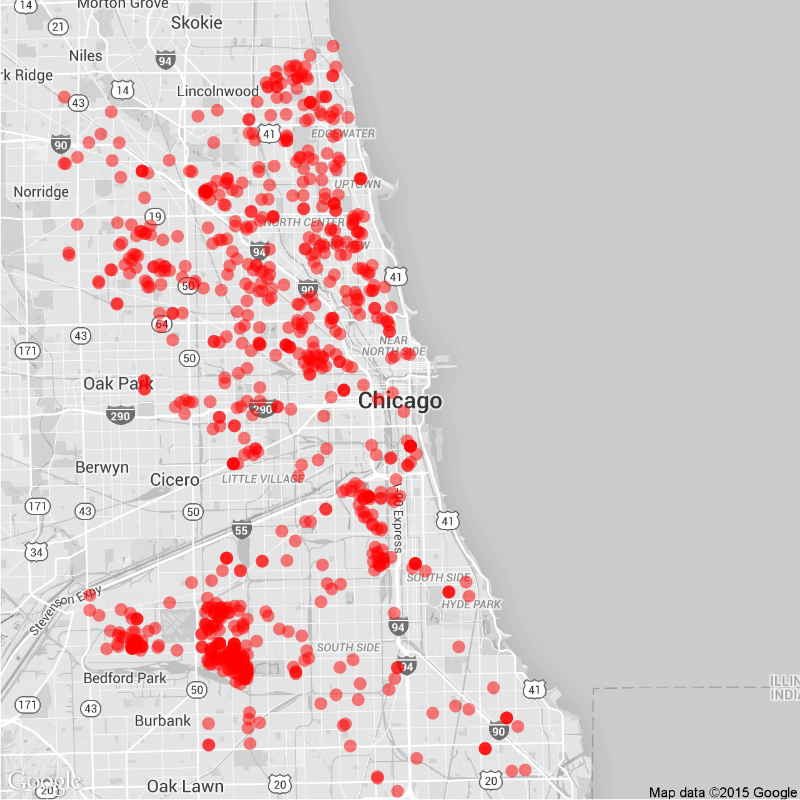 14
Morton Grove
21
Skokie
Niles
94
rk Ridge
14
Lincolnwood
43
41
EDGEWATER
90
Norridge
UPTOWN
19
NORTH CENTER
94
41
50
90
64
43
NEAR
NORTH SIDE
171
50
Oak Park
290
290
Chicago
Berwyn
Cicero
LITTLE VILLAGE
171
43
50
55
I-90 Express
41
34
SOUTH SIDE
Stevenson Expy
HYDE PARK
94
SOUTH SIDE
94
Bedford Park
ILLIN
INDIA
50
41
171
43
Burbank
90
Google
20
Oak Lawn
20
20
Map data ©2015 Google